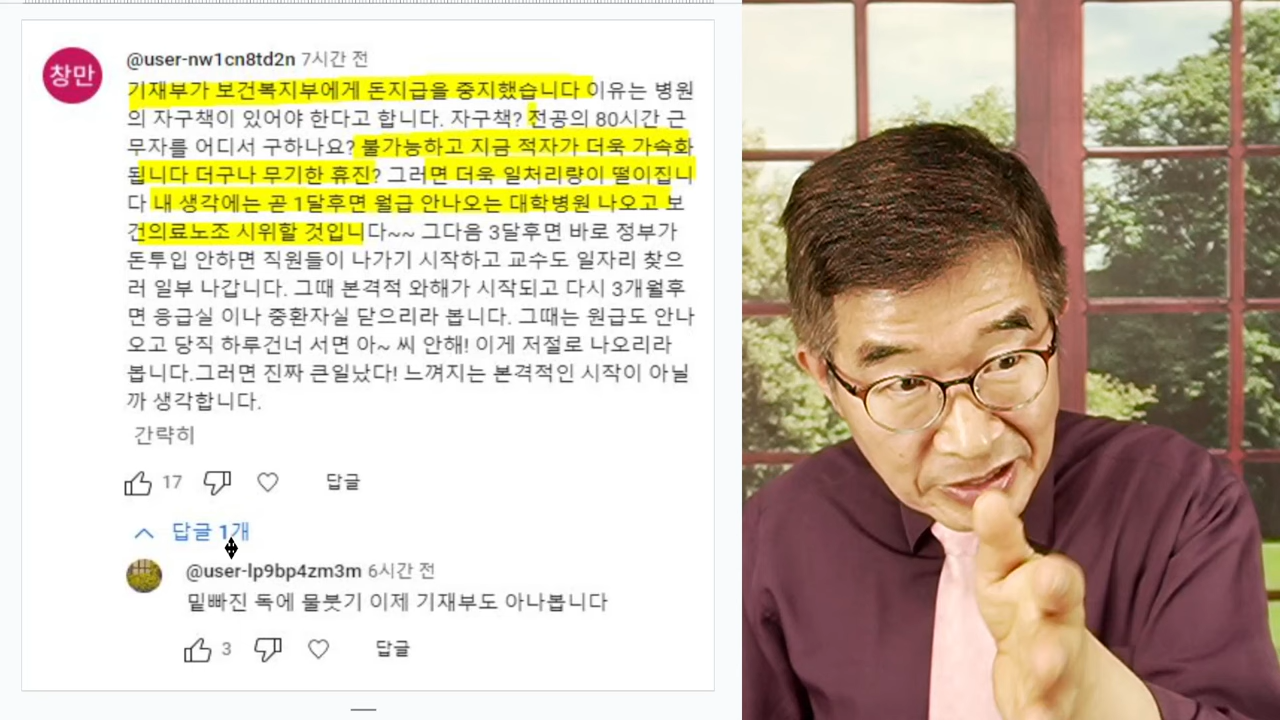 창만
@user-nw1cn8td2n 7시간 전
기재부가 보건복지부에게 돈지급을 중지했습니다 이유는 병원
의 자구책이 있어야 한다고 합니다. 자구책? 전공의 80시간 근
무자를 어디서 구하나요? 불가능하고 지금 적자가 더욱 가속화
됩니다 더구나 무기한 휴진? 그러면 더욱 일처리량이 떨이집니
다 내 생각에는 곧 1달후면 월급 안나오는 대학병원 나오고 보
건의료노조 시위할 것입니다~~ 그다음 3달후면 바로 정부가
돈투입 안하면 직원들이 나가기 시작하고 교수도 일자리 찾으
러 일부 나갑니다. 그때 본격적 와해가 시작되고 다시 3개월후
면 응급실 이나 중환자실 닫으리라 봅니다. 그때는 원급도 안나
오고 당직 하루건너 서면 아~ 씨 안해! 이게 저절로 나오리라
봅니다.그러면 진짜 큰일났다! 느껴지는 본격적인 시작이 아닐
까 생각합니다.
간략히
17 답글
답글 1개
@user-lp9bp4zm3m 6시간 전
밑빠진 독에 물붓기 이제 기재부도 아나봅니다
3 답글